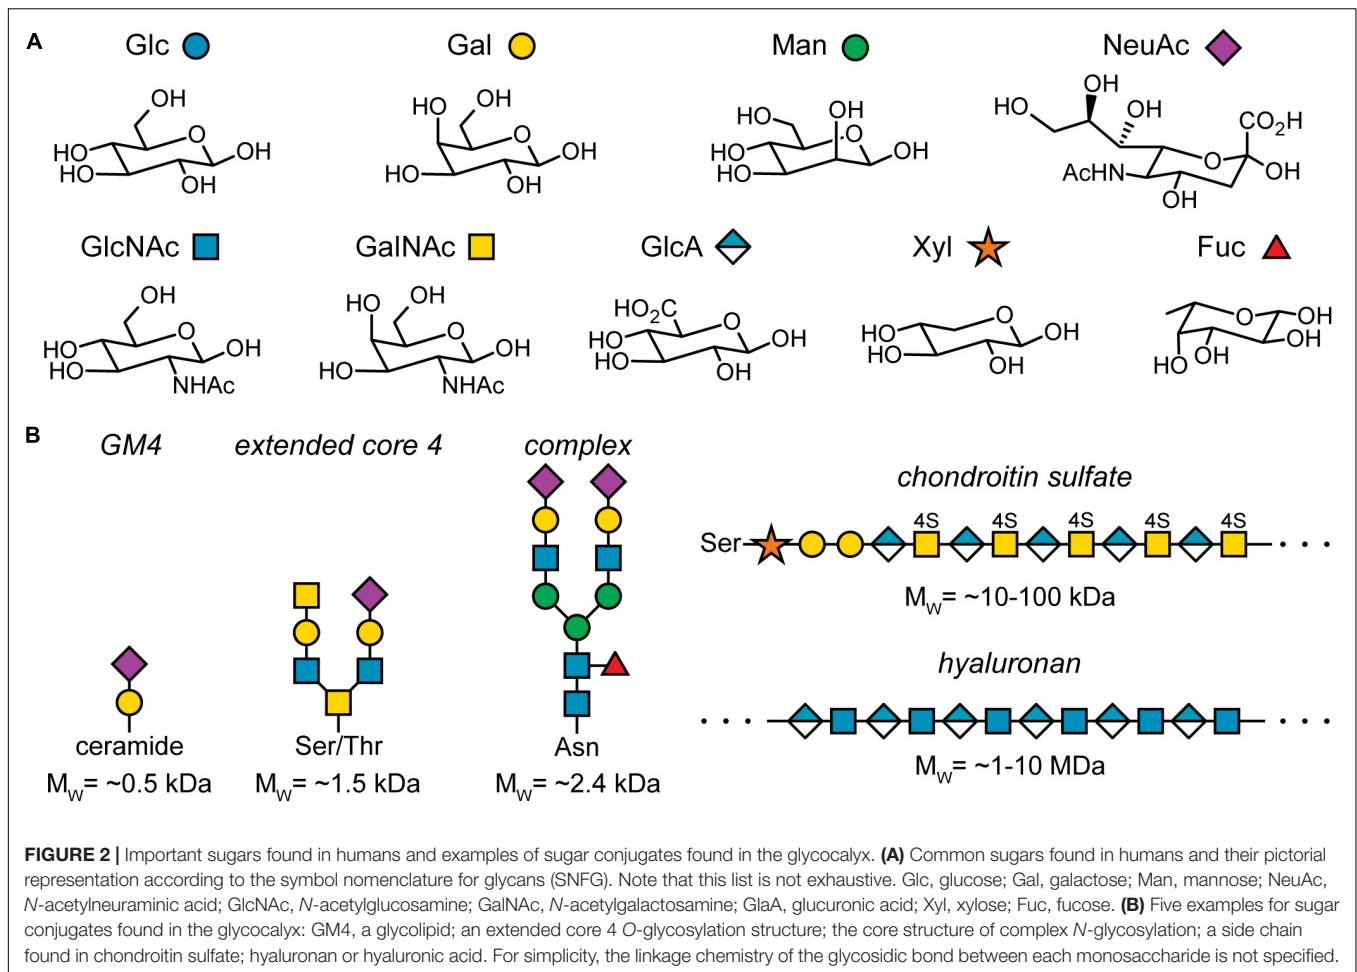 A
Glc
Gal
Man
NeuAc
OH
O
HO
HO
OH
OH
HO
OH
O
HO
OH
OH
HO
OH
O
HO
HO
OH
HO
OH
OH
CO2H
O
AcHN
OH
OH
GlcNAc
GalNAc
GlcA
Xyl
Fuc
OH
O
HO
HO
OH
NHAc
HO
OH
O
HO
OH
NHAc
HO2C
O
HO
HO
OH
OH
O
HO
HO
OH
OH
O
OH
OH
OH
HO
B
GM4
extended core 4
complex
chondroitin sulfate
4S 4S 4S 4S 4S
Ser
MW= ~10-100 kDa
hyaluronan
MW= ~1-10 MDa
ceramide
Ser/Thr
Asn
MW= ~0.5 kDa
MW= ~1.5 kDa
MW= ~2.4 kDa
FIGURE 2 | Important sugars found in humans and examples of sugar conjugates found in the glycocalyx. (A) Common sugars found in humans and their pictorial
representation according to the symbol nomenclature for glycans (SNFG). Note that this list is not exhaustive. Glc, glucose; Gal, galactose; Man, mannose; NeuAc,
N-acetylneuraminic acid; GlcNAc, N-acetylglucosamine; GalNAc, N-acetylgalactosamine; GlaA, glucuronic acid; Xyl, xylose; Fuc, fucose. (B) Five examples for sugar
conjugates found in the glycocalyx: GM4, a glycolipid; an extended core 4 O-glycosylation structure; the core structure of complex N-glycosylation; a side chain
found in chondroitin sulfate; hyaluronan or hyaluronic acid. For simplicity, the linkage chemistry of the glycosidic bond between each monosaccharide is not specified.